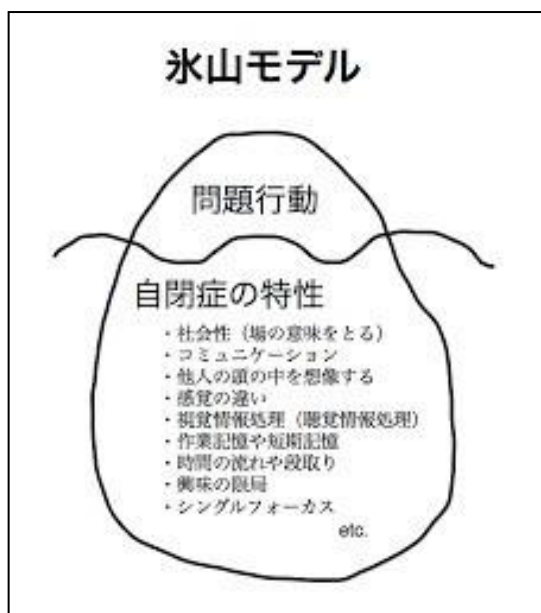 氷山モデル
問題行動
自閉症の特性
・社会性（場の意味をとる）
・コミュニケーション
・他人の頭の中を想像する
・感覚の違い
・視覚情報処理（聴覚情報処理）
・作業記憶や短期記憶
・時間の流れや段取り
・興味の限局
・シングルフォーカス
etc.